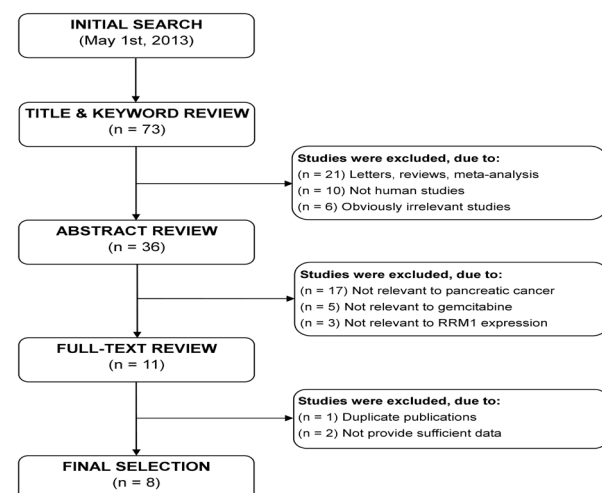 INITIAL SEARCH
(May 1st, 2013)
TITLE & KEYWORD REVIEW
(n = 73)
Studies were excluded, due to:
(n = 21) Letters, reviews, meta-analysis
(n = 10) Not human studies
(n = 6) Obviously irrelevant studies
ABSTRACT REVIEW
(n = 36)
Studies were excluded, due to:
(n = 17) Not relevant to pancreatic cancer
(n = 5) Not relevant to gemcitabine
(n = 3) Not relevant to RRM1 expression
FULL-TEXT REVIEW
(n = 11)
Studies were excluded, due to:
(n = 1) Duplicate publications
(n = 2) Not provide sufficient data
FINAL SELECTION
(n = 8)